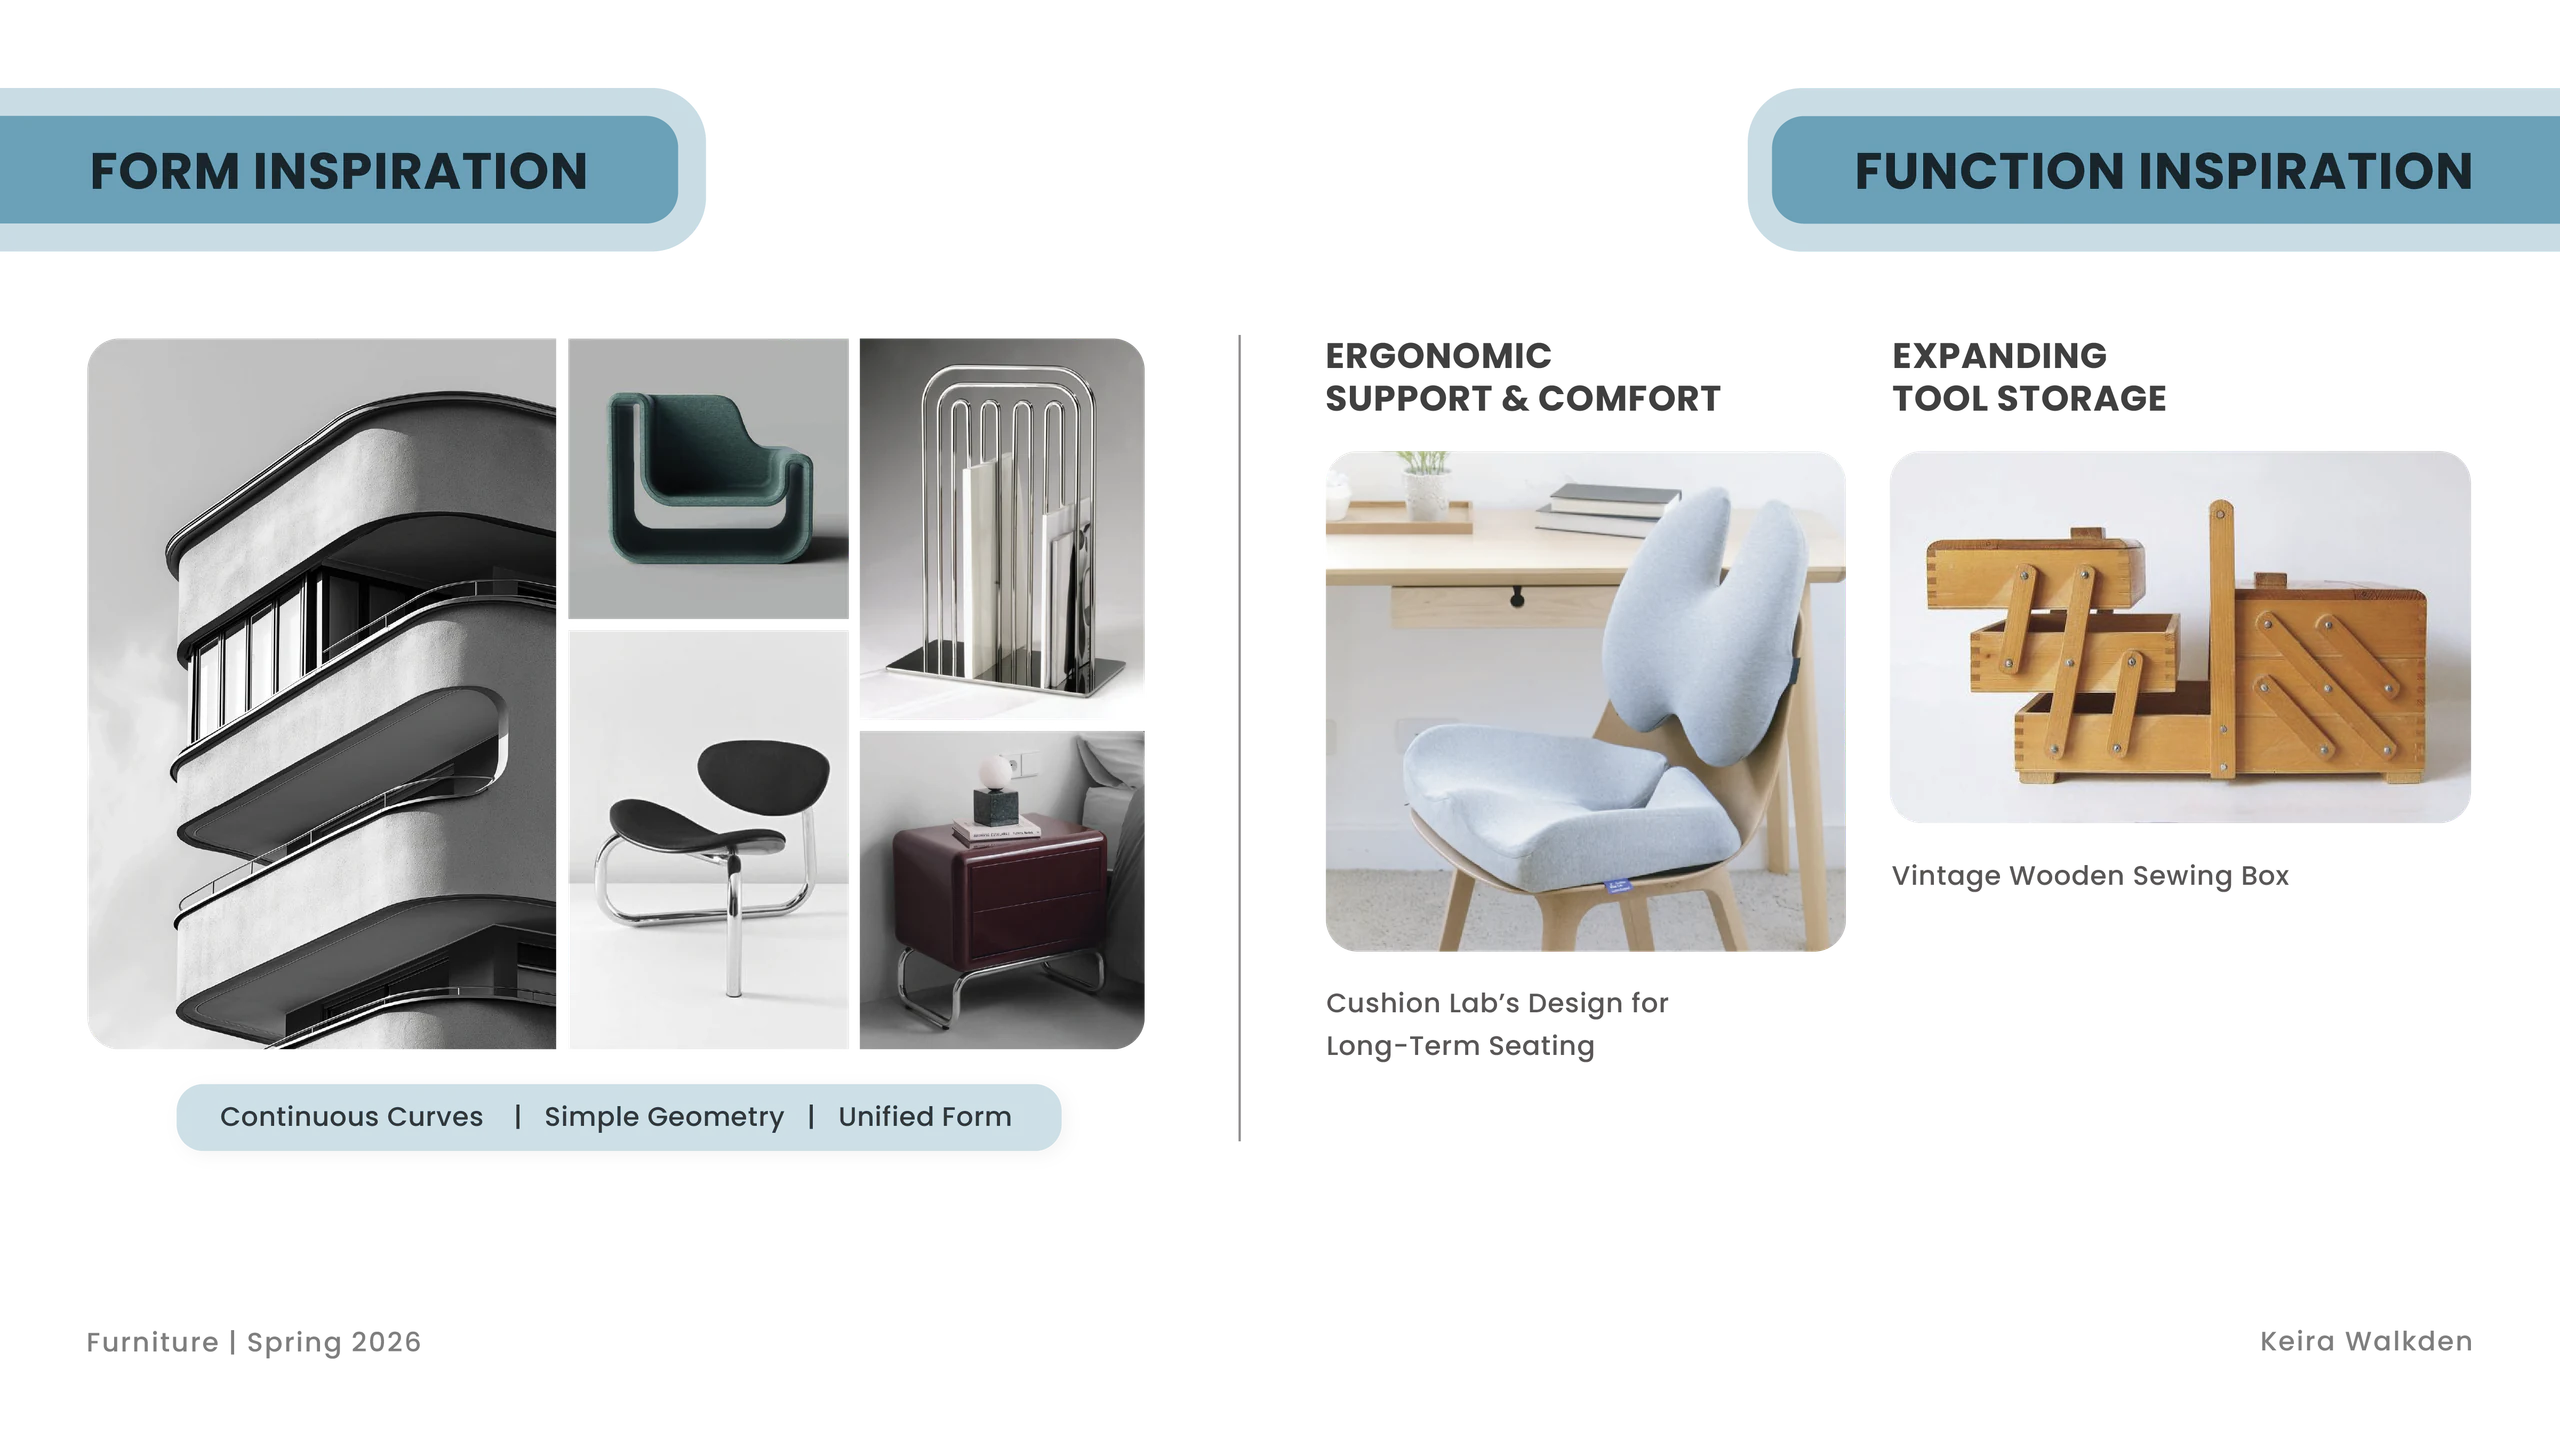 FORM INSPIRATION
FUNCTION INSPIRATION
Continuous Curves | Simple Geometry | Unified Form
ERGONOMIC
SUPPORT & COMFORT
Cushion Lab’s Design for
Long-Term Seating
EXPANDING
TOOL STORAGE
Vintage Wooden Sewing Box
Furniture | Spring 2026
Keira Walkden